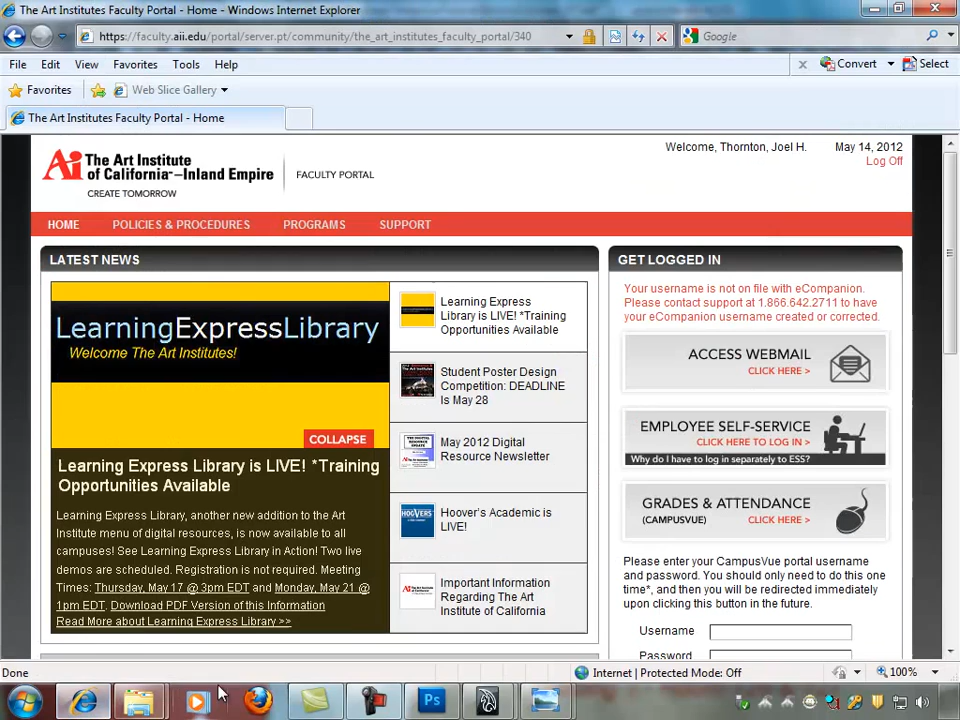 The Art Institutes Faculty Portal - Home - Windows Internet Explorer
https://faculty.aii.edu/portal/server.pt/community/the_art_institutes_faculty_portal/340
Google
File Edit View Favorites Tools Help
Convert Select
Favorites Web Slice Gallery
The Art Institutes Faculty Portal - Home
Welcome, Thornton, Joel H. May 14, 2012
Log Off
Ai The Art Institute
of California-Inland Empire
CREATE TOMORROW
FACULTY PORTAL
HOME POLICIES & PROCEDURES PROGRAMS SUPPORT
LATEST NEWS
LearningExpressLibrary
Welcome The Art Institutes!
COLLAPSE
Learning Express Library is LIVE! *Training
Opportunities Available
Learning Express Library, another new addition to the Art
Institute menu of digital resources, is now available to all
campuses! See Learning Express Library in Action! Two live
demos are scheduled. Registration is not required. Meeting
Times: Thursday, May 17 @ 3pm EDT and Monday, May 21 @
1pm EDT. Download PDF Version of this Information
Read More about Learning Express Library >>
Learning Express
Library is LIVE! *Training
Opportunities Available
Student Poster Design
Competition: DEADLINE
Is May 28
May 2012 Digital
Resource Newsletter
HOOVERS
Hoover's Academic is
LIVE!
Important Information
Regarding The Art
Institute of California
GET LOGGED IN
Your username is not on file with eCompanion.
Please contact support at 1.866.642.2711 to have
your eCompanion username created or corrected.
ACCESS WEBMAIL
CLICK HERE >
EMPLOYEE SELF-SERVICE
CLICK HERE TO LOG IN >
Why do I have to log in separately to ESS?
GRADES & ATTENDANCE
(CAMPUSVUE) CLICK HERE >
Please enter your CampusVue portal username
and password. You should only need to do this one
time*, and then you will be redirected immediately
upon clicking this button in the future.
Username
Password
Done
Internet | Protected Mode: Off
100%
Ps